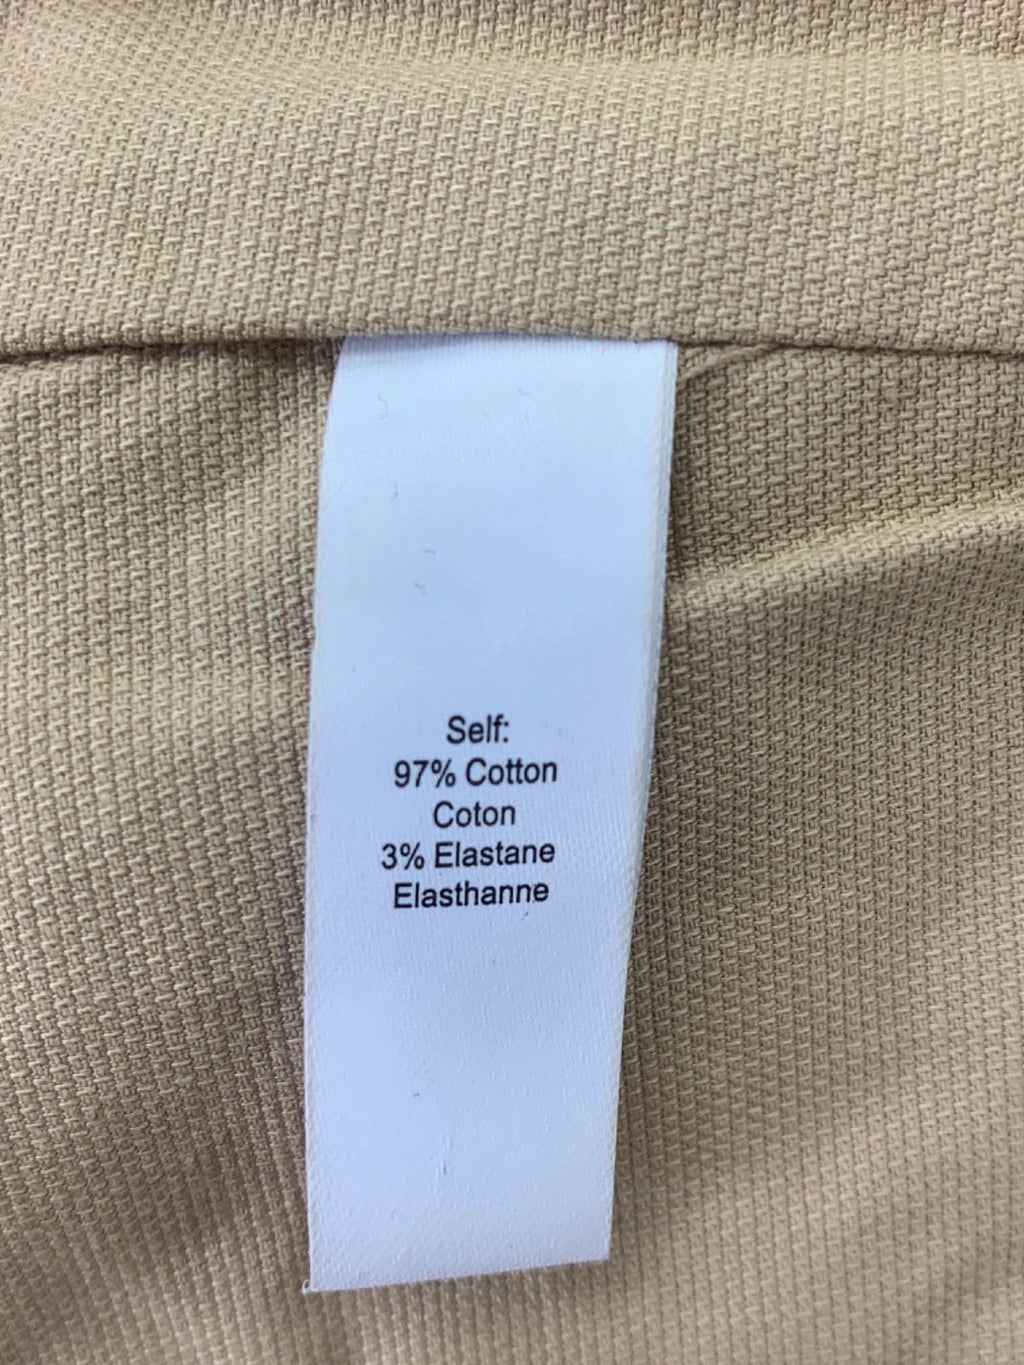 Self:
97% Cotton
Coton
3% Elastane
Elasthanne